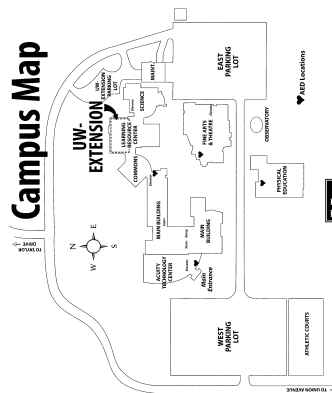 Campus Map
TO TAYLOR
DRIVE
UW-
EXTENSION
UW-
EXTENSION
PARKING
LOT
MAINT
SCIENCE
LEARNING
RESOURCE
CENTER
COMMONS
EAST
PARKING
LOT
FINE ARTS
& THEATRE
OBSERVATORY
AED Locations
PHYSICAL
EDUCATION
N
E
S
W
MAIN BUILDING
MAIN
BUILDING
ACUITY
TECHNOLOGY
CENTER
Main
Entrance
WEST
PARKING
LOT
ATHLETIC COURTS
TO UNION AVENUE